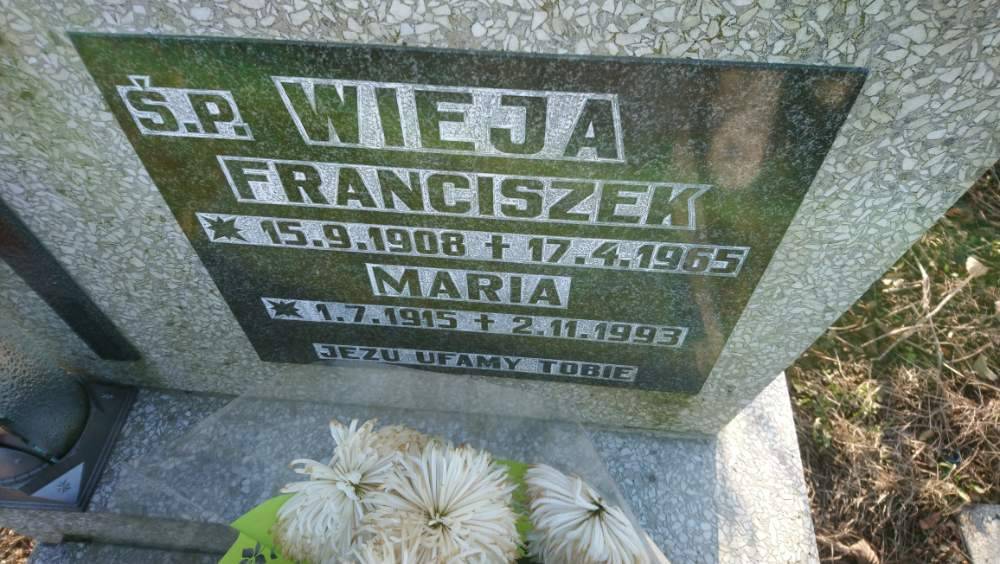 Ś.P. WIEJA
FRANCISZEK
15.9.1908 † 17.4.1965
MARIA
1.7.1915 † 2.11.1993
JEZU UFAMY TOBIE